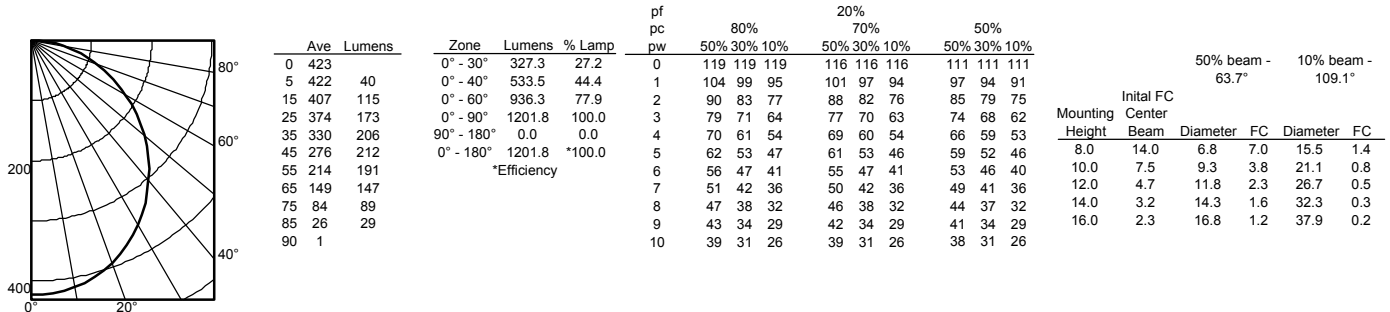 80°
60°
40°
20°
0°
200
400
Ave Lumens
0 423
5 422 40
15 407 115
25 374 173
35 330 206
45 276 212
55 214 191
65 149 147
75 84 89
85 26 29
90 1
Zone Lumens % Lamp
0° - 30° 327.3 27.2
0° - 40° 533.5 44.4
0° - 60° 936.3 77.9
0° - 90° 1201.8 100.0
90° - 180° 0.0 0.0
0° - 180° 1201.8 *100.0
*Efficiency
pf 20%
pc 80% 70% 50%
pw 50% 30% 10% 50% 30% 10% 50% 30% 10%
0 119 119 119 116 116 116 111 111 111
1 104 99 95 101 97 94 97 94 91
2 90 83 77 88 82 76 85 79 75
3 79 71 64 77 70 63 74 68 62
4 70 61 54 69 60 54 66 59 53
5 62 53 47 61 53 46 59 52 46
6 56 47 41 55 47 41 53 46 40
7 51 42 36 50 42 36 49 41 36
8 47 38 32 46 38 32 44 37 32
9 43 34 29 42 34 29 41 34 29
10 39 31 26 39 31 26 38 31 26
50% beam - 10% beam -
63.7° 109.1°
Inital FC
Mounting Center
Height Beam Diameter FC Diameter FC
8.0 14.0 6.8 7.0 15.5 1.4
10.0 7.5 9.3 3.8 21.1 0.8
12.0 4.7 11.8 2.3 26.7 0.5
14.0 3.2 14.3 1.6 32.3 0.3
16.0 2.3 16.8 1.2 37.9 0.2